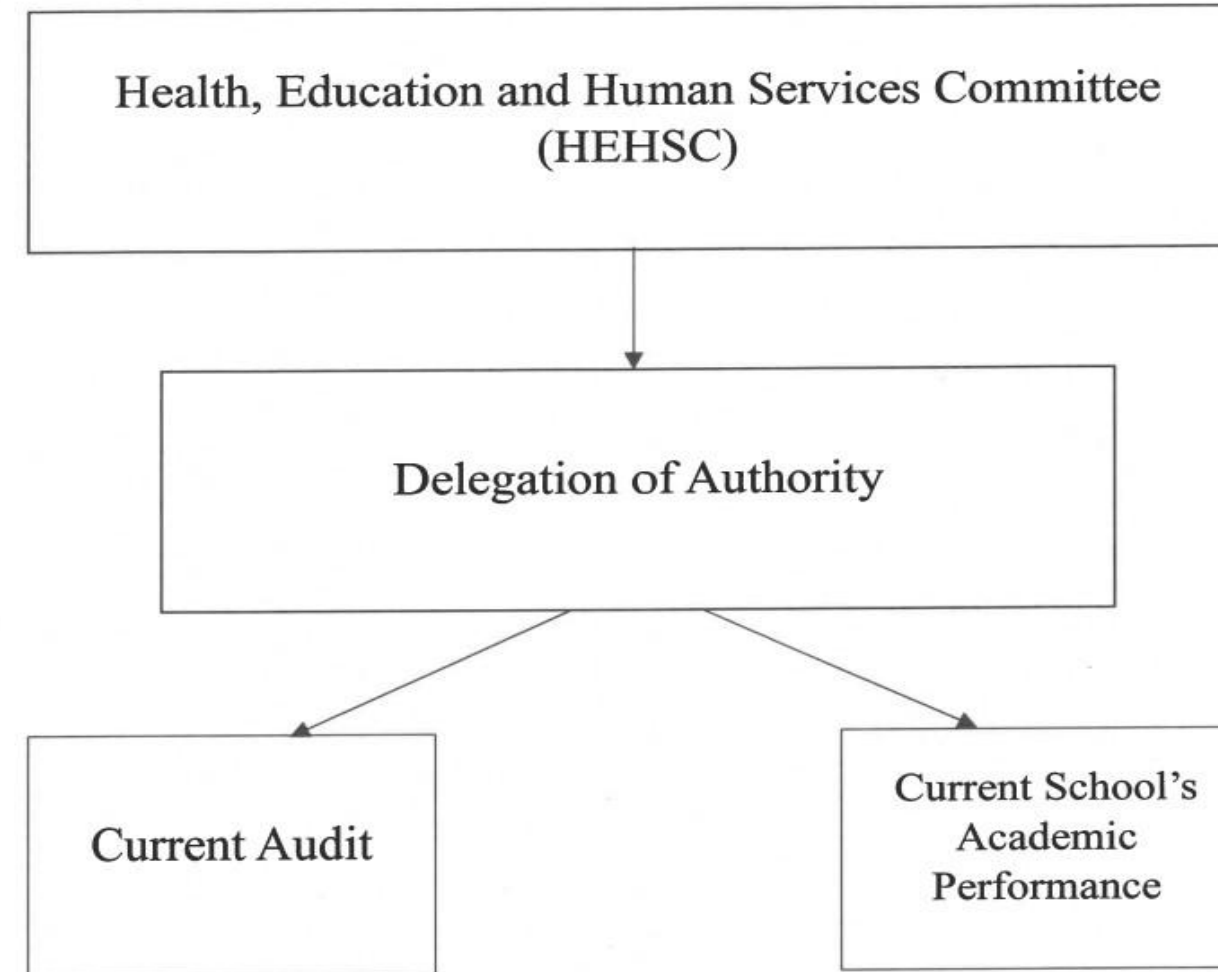 Health, Education and Human Services Committee
(HEHSC)
Delegation of Authority
Current Audit
Current School's
Academic
Performance